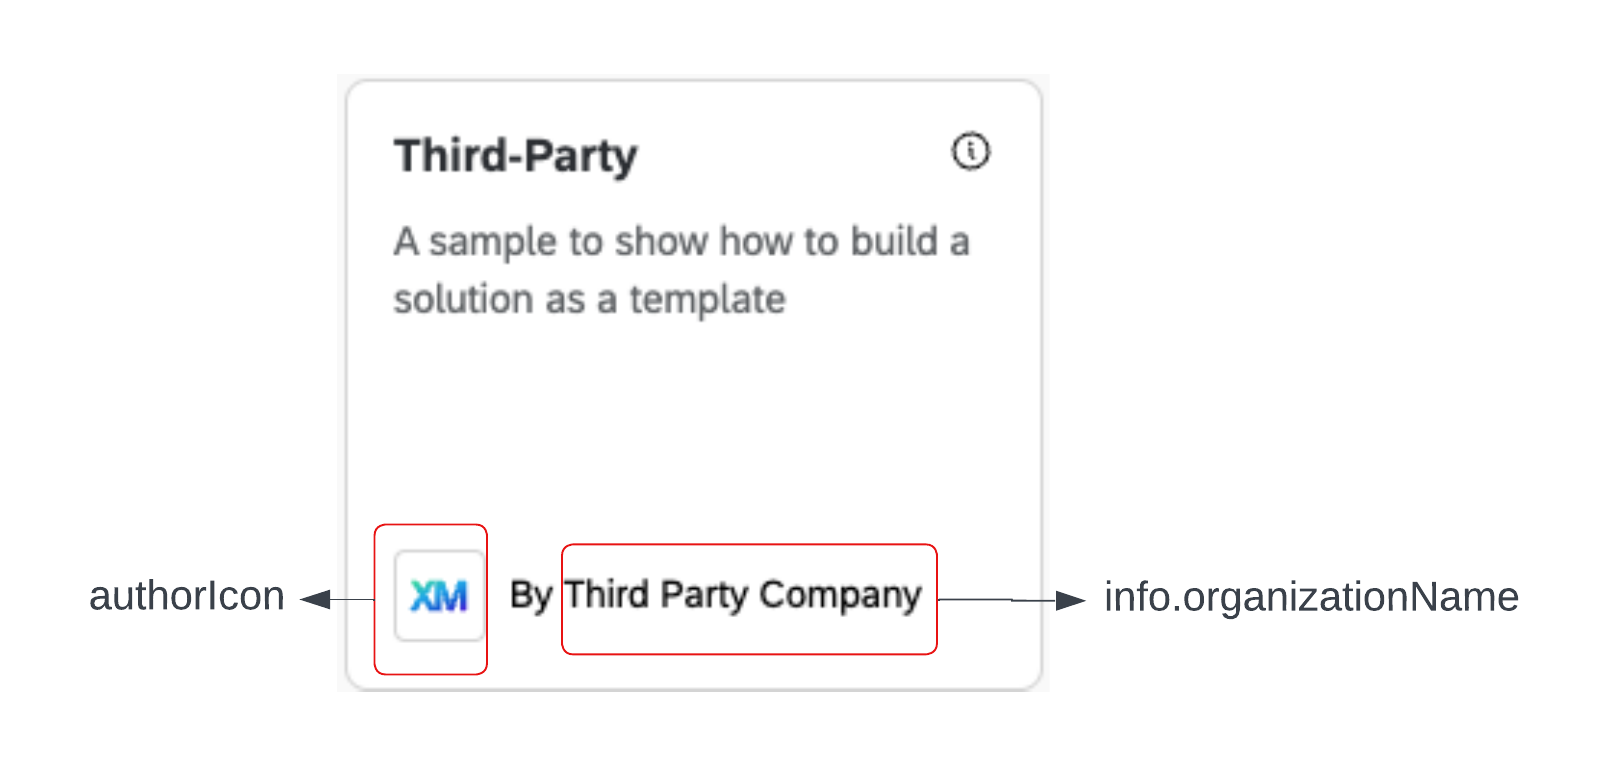 Third-Party
A sample to show how to build a
solution as a template
authorIcon
XM
By Third Party Company
info.organizationName